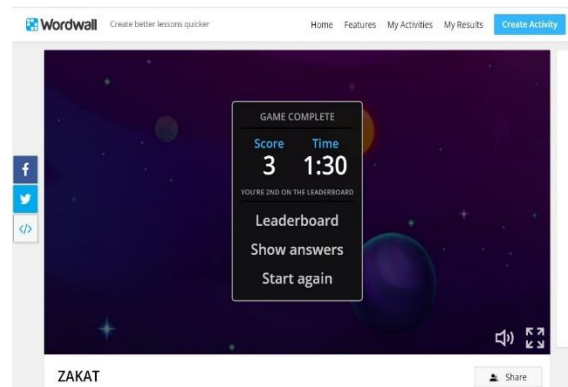 Wordwall Create better lessons quicker Home Features My Activities My Results Create Activity
GAME COMPLETE
Score Time
3 1:30
YOU'RE 2ND ON THE LEADERBOARD
Leaderboard
Show answers
Start again
f
</>
ZAKAT Share